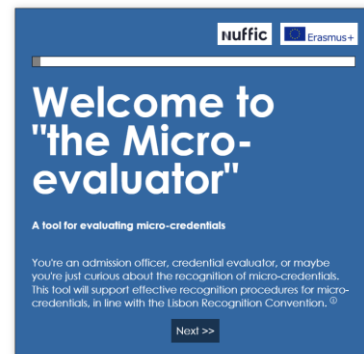 Nuffic
Erasmus+
Welcome to
"the Micro-
evaluator"
A tool for evaluating micro-credentials
You're an admission officer, credential evaluator, or maybe
you're just curious about the recognition of micro-credentials.
This tool will support effective recognition procedures for micro-
credentials, in line with the Lisbon Recognition Convention.
Next >>